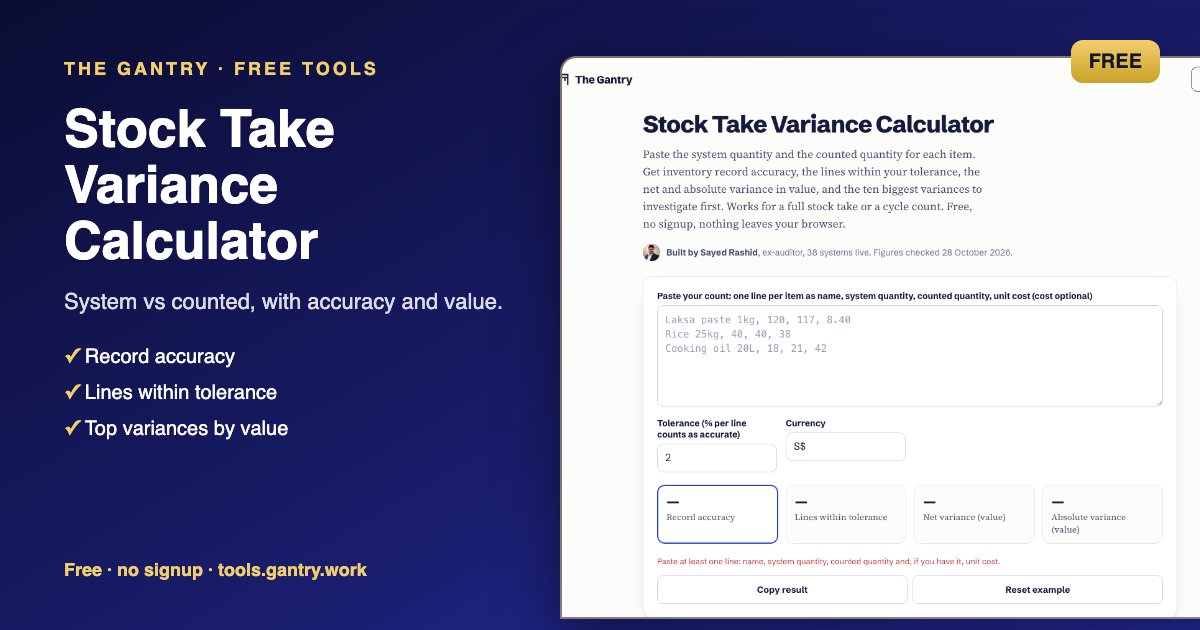 THE GANTRY · FREE TOOLS
Stock Take
Variance
Calculator
System vs counted, with accuracy and value.
✓ Record accuracy
✓ Lines within tolerance
✓ Top variances by value
Free · no signup · tools.gantry.work
FREE
The Gantry
Stock Take Variance Calculator
Paste the system quantity and the counted quantity for each item.
Get inventory record accuracy, the lines within your tolerance, the
net and absolute variance in value, and the ten biggest variances to
investigate first. Works for a full stock take or a cycle count. Free,
no signup, nothing leaves your browser.
Built by Sayed Rashid, ex-auditor, 38 systems live. Figures checked 28 October 2026.
Paste your count: one line per item as name, system quantity, counted quantity, unit cost (cost optional)
Laksa paste 1kg, 120, 117, 8.40
Rice 25kg, 40, 40, 38
Cooking oil 20L, 18, 21, 42
Tolerance (% per line
counts as accurate)
2
Currency
S$
—
Record accuracy
—
Lines within tolerance
—
Net variance (value)
—
Absolute variance
(value)
Paste at least one line: name, system quantity, counted quantity and, if you have it, unit cost.
Copy result
Reset example